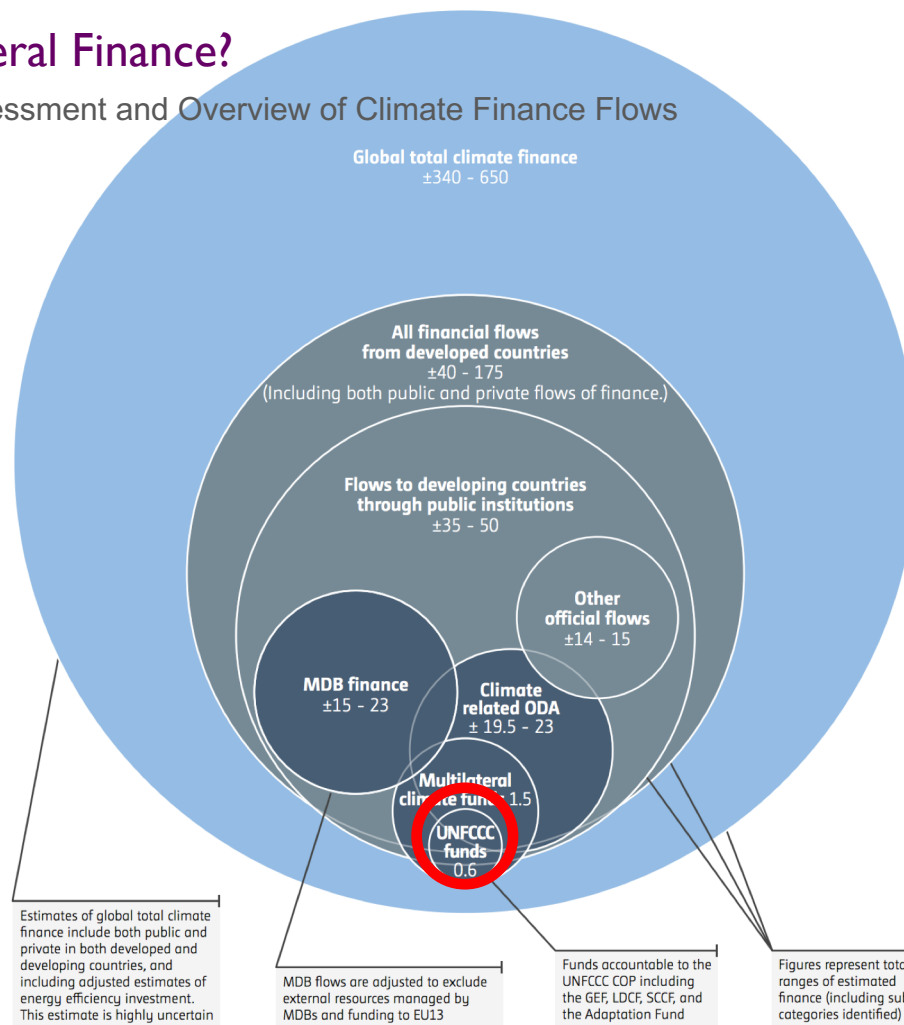 eral Finance?
essment and Overview of Climate Finance Flows
Global total climate finance
±340 - 650
All financial flows
from developed countries
±40 - 175
(Including both public and private flows of finance.)
Flows to developing countries
through public institutions
±35 - 50
Other
official flows
±14 - 15
MDB finance
±15 - 23
Climate
related ODA
± 19.5 - 23
Multilateral
climate funds 1.5
UNFCCC
funds
0.6
Estimates of global total climate
finance include both public and
private in both developed and
developing countries, and
including adjusted estimates of
energy efficiency investment.
This estimate is highly uncertain
MDB flows are adjusted to exclude
external resources managed by
MDBs and funding to EU13
Funds accountable to the
UNFCCC COP including
the GEF, LDCF, SCCF, and
the Adaptation Fund
Figures represent tota
ranges of estimated
finance (including sub
categories identified)